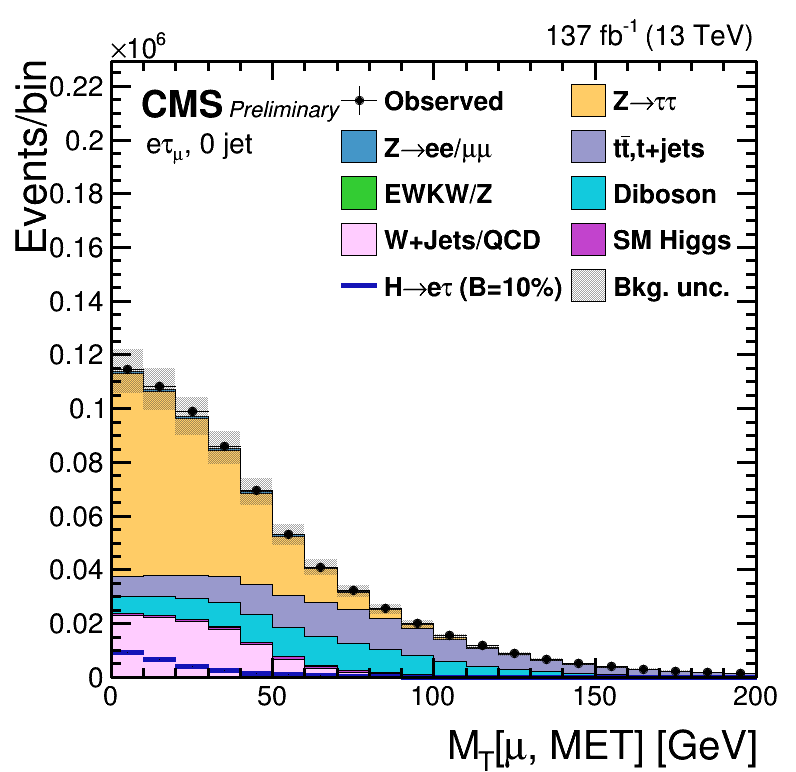 ×10⁶
137 fb⁻¹ (13 TeV)
Events/bin
CMS Preliminary
eτμ, 0 jet
Observed
Z→ττ
Z→ee/μμ
tt̄,t+jets
EWKW/Z
Diboson
W+Jets/QCD
SM Higgs
H→eτ (B=10%)
Bkg. unc.
0.22
0.2
0.18
0.16
0.14
0.12
0.1
0.08
0.06
0.04
0.02
0
0 50 100 150 200
M_T[μ, MET] [GeV]